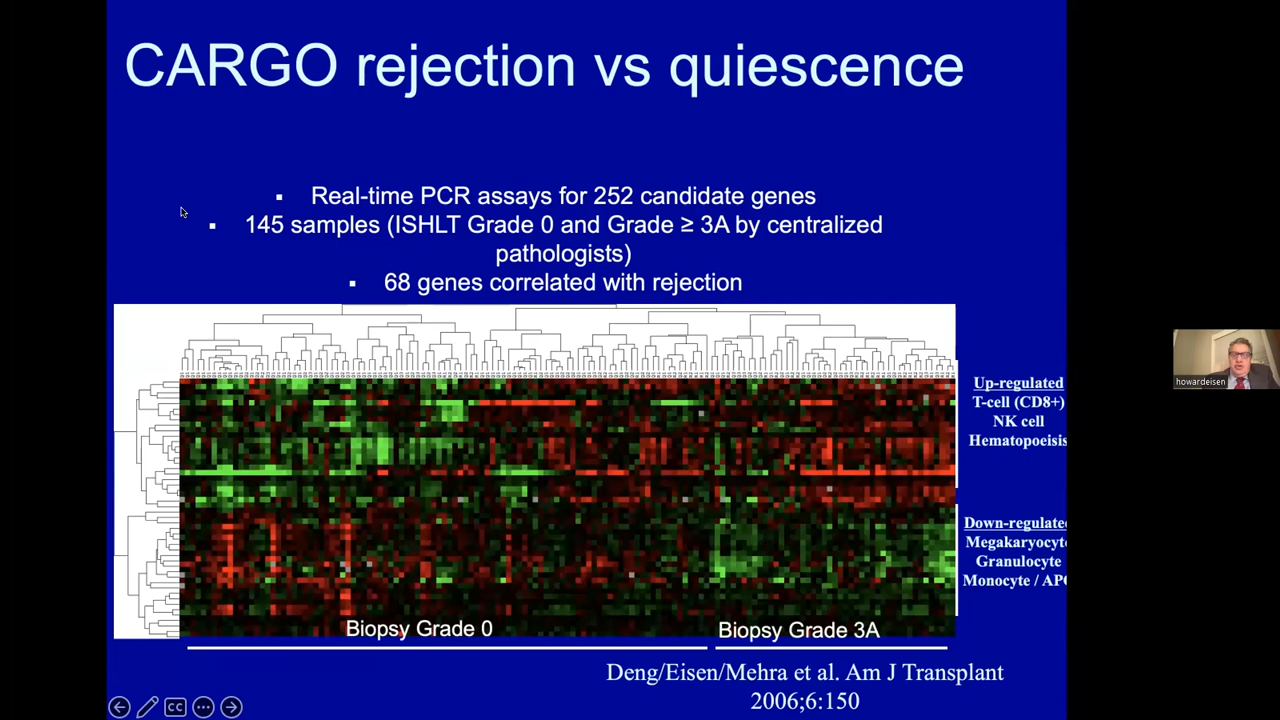 CARGO rejection vs quiescence
▪ Real-time PCR assays for 252 candidate genes
▪ 145 samples (ISHLT Grade 0 and Grade ≥ 3A by centralized
pathologists)
▪ 68 genes correlated with rejection
Up-regulated
T-cell (CD8+)
NK cell
Hematopoeisis
Down-regulated
Megakaryocyt
Granulocyte
Monocyte / APC
Biopsy Grade 0
Biopsy Grade 3A
Deng/Eisen/Mehra et al. Am J Transplant
2006;6:150
howardeisen
CC